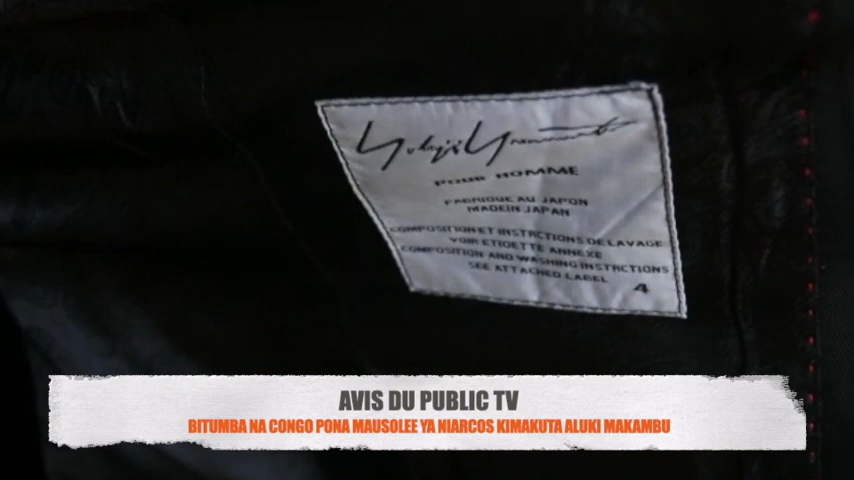 Yohji Yamamoto
POUR HOMME
FABRIQUE AU JAPON
MADE IN JAPAN
COMPOSITION ET INSTRCTIONS DE LAVAGE
VOIR ETIQETTE ANNEXE
COMPOSITION AND WASHING INSTRCTIONS
SEE ATTACHED LABEL
4
AVIS DU PUBLIC TV
BITUMBA NA CONGO PONA MAUSOLEE YA NIARCOS KIMAKUTA ALUKI MAKAMBU